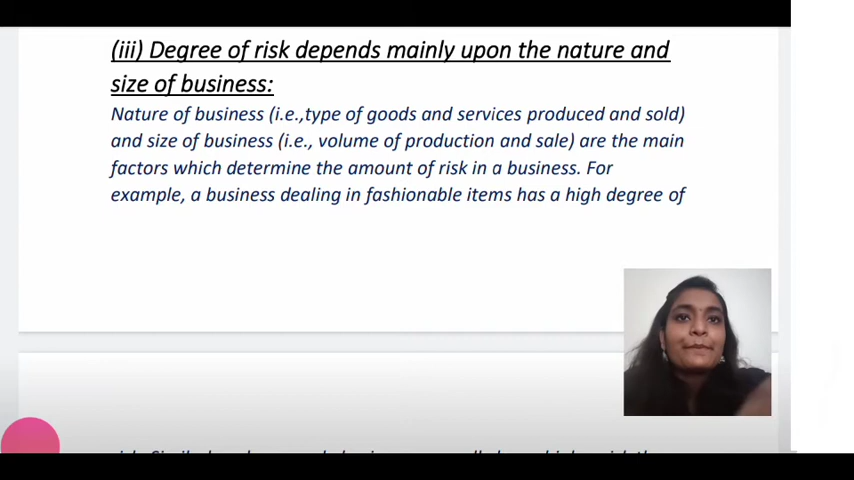 (iii) Degree of risk depends mainly upon the nature and
size of business:
Nature of business (i.e.,type of goods and services produced and sold)
and size of business (i.e., volume of production and sale) are the main
factors which determine the amount of risk in a business. For
example, a business dealing in fashionable items has a high degree of